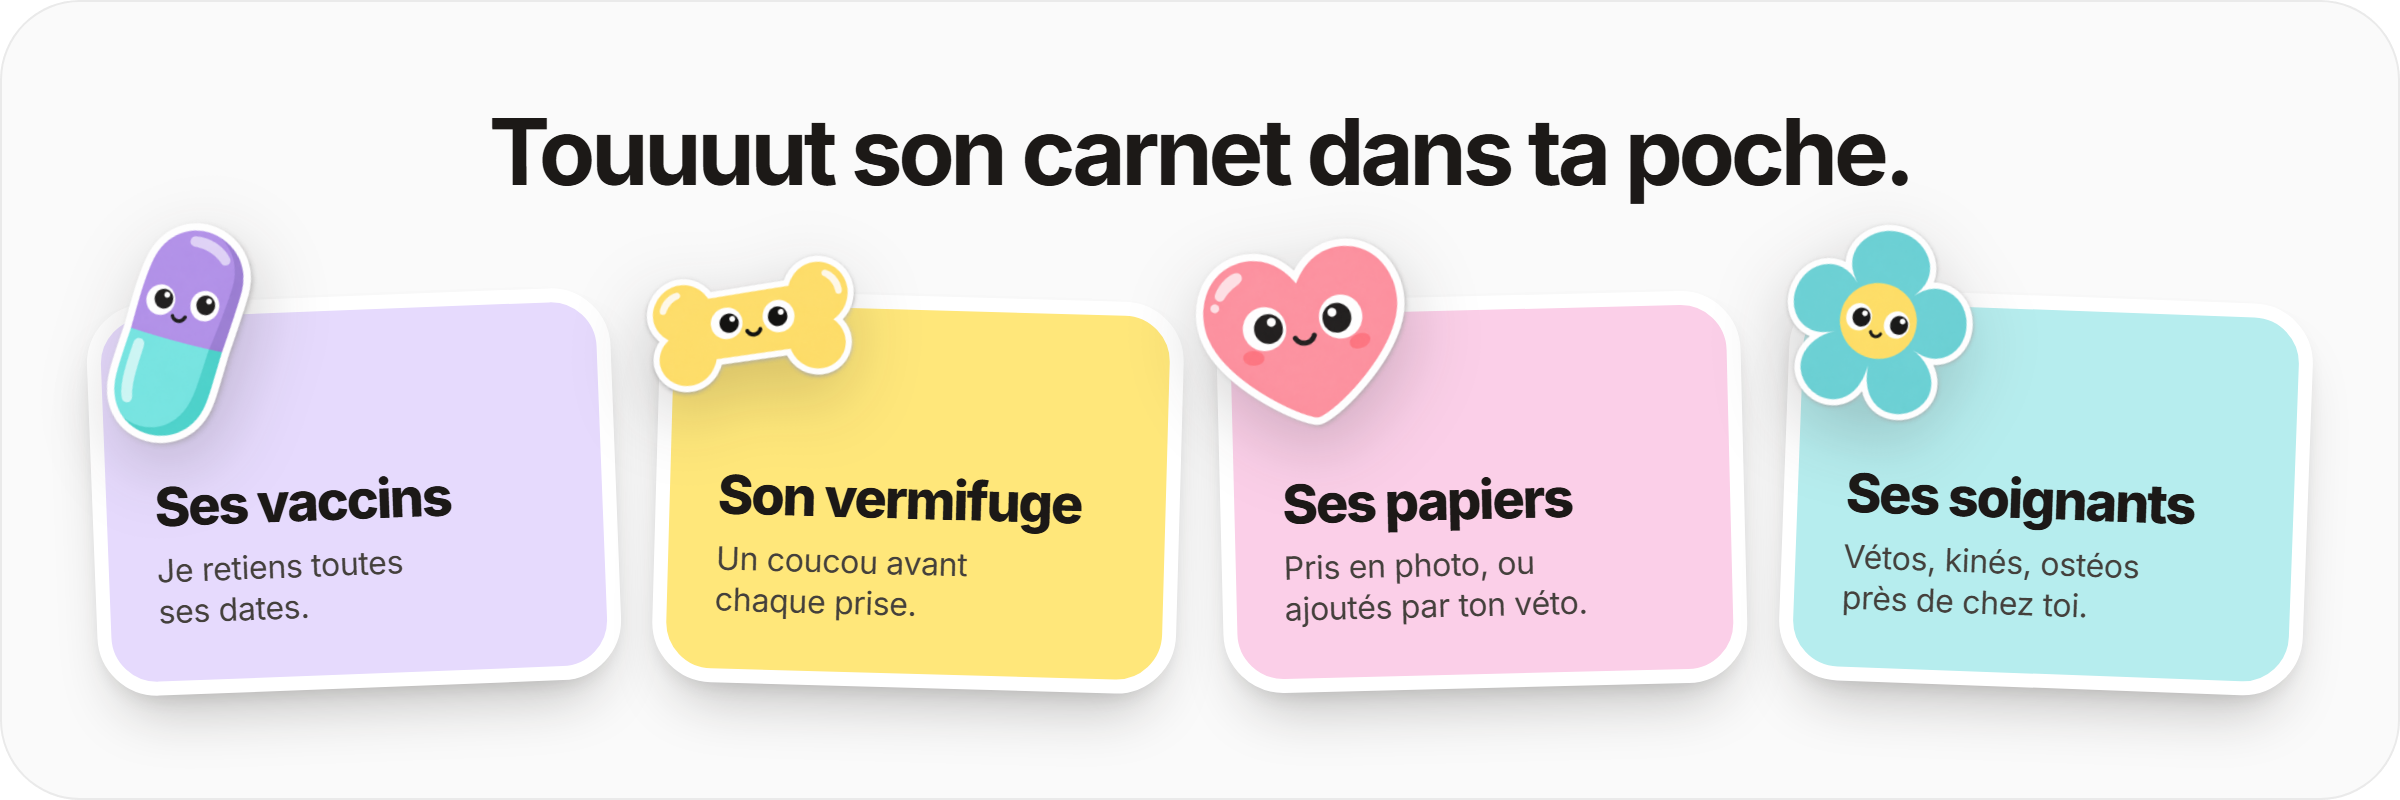 Touuuut son carnet dans ta poche.
Ses vaccins
Je retiens toutes
ses dates.
Son vermifuge
Un coucou avant
chaque prise.
Ses papiers
Pris en photo, ou
ajoutés par ton véto.
Ses soignants
Vétos, kinés, ostéos
près de chez toi.